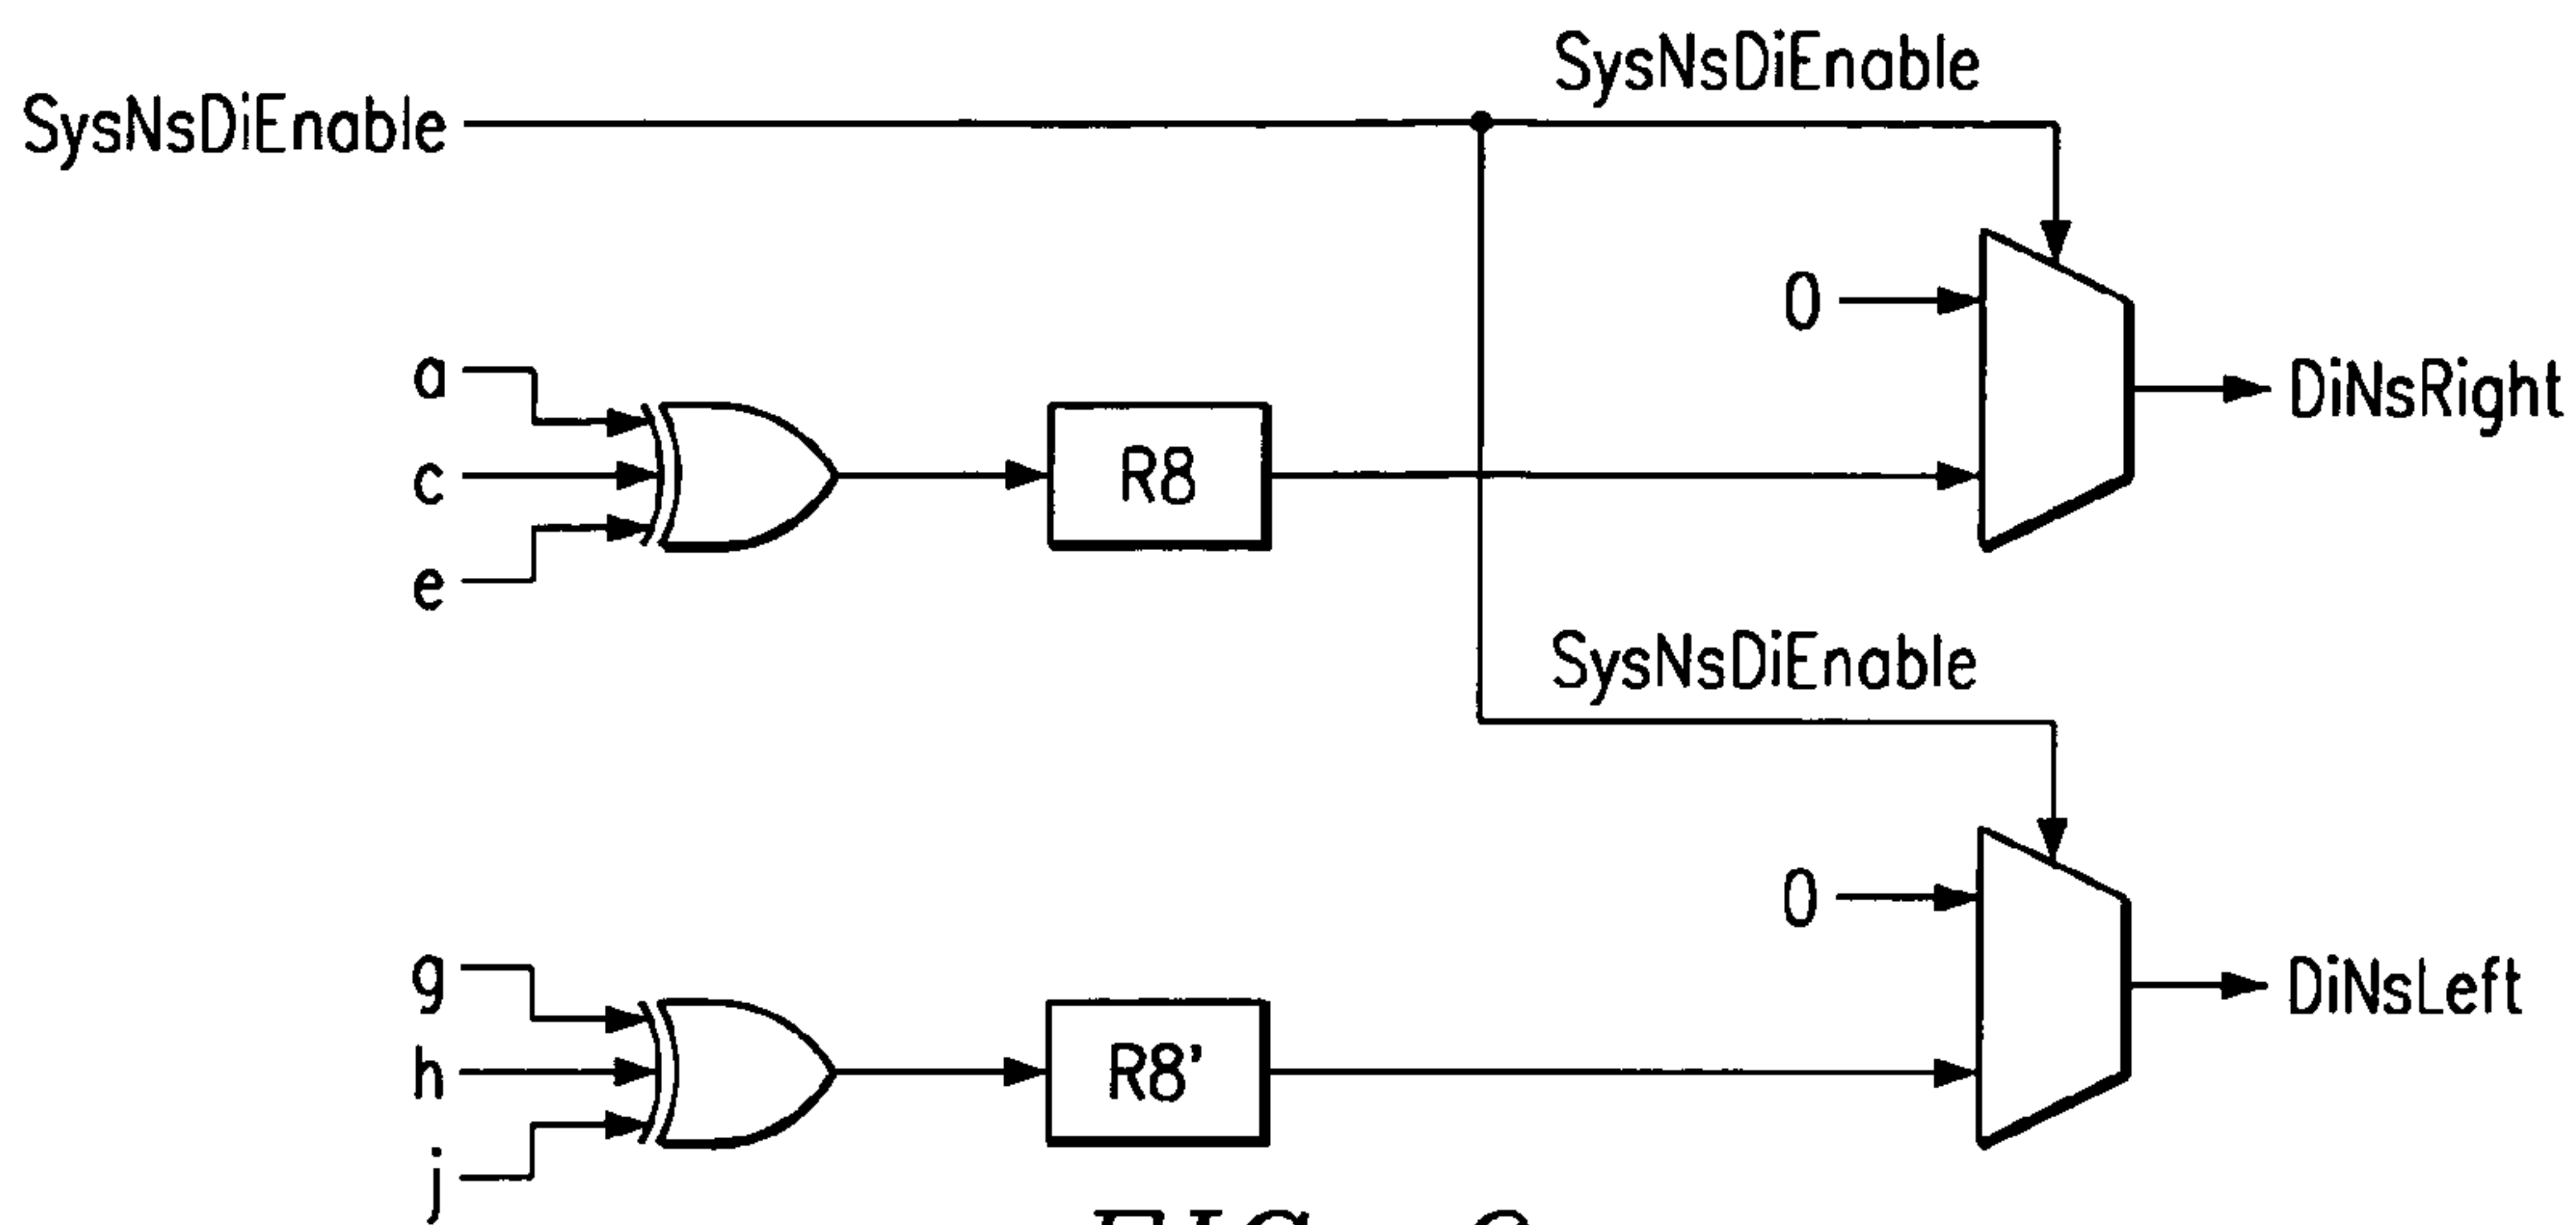 SysNsDiEnable
SysNsDiEnable
0
a
c
e
R8
DiNsRight
SysNsDiEnable
0
g
h
j
R8'
DiNsLeft